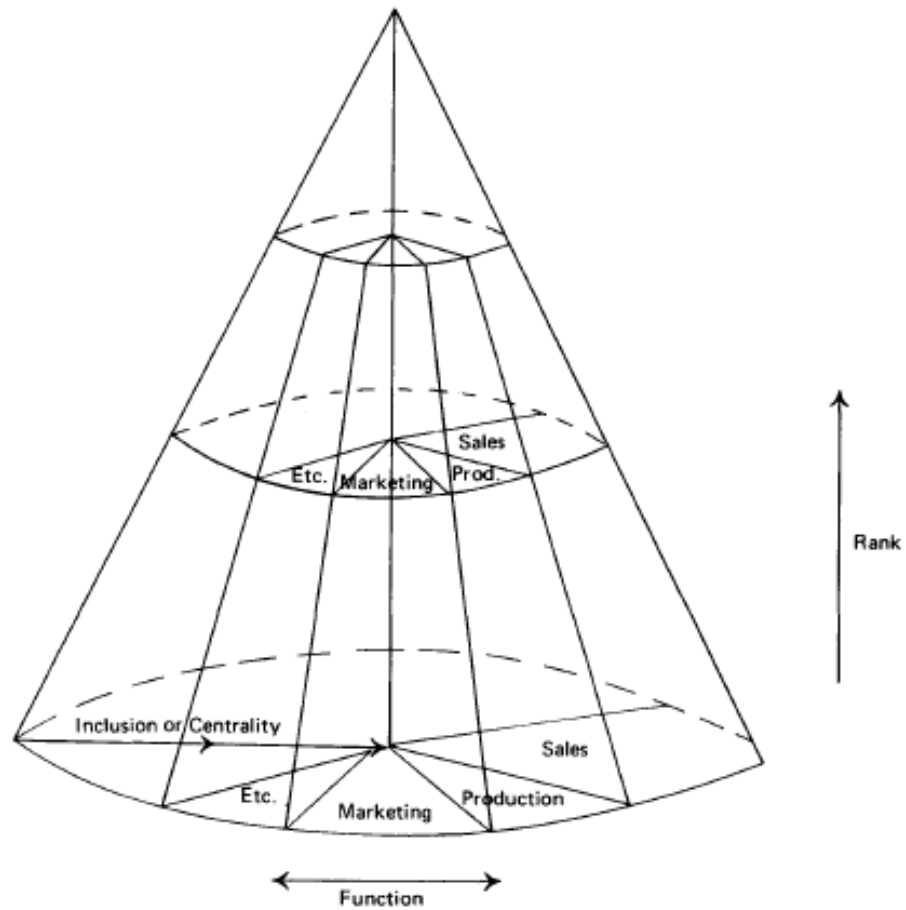 Sales
Etc.
Marketing
Prod.
Rank
Inclusion or Centrality
Sales
Etc.
Production
Marketing
Function